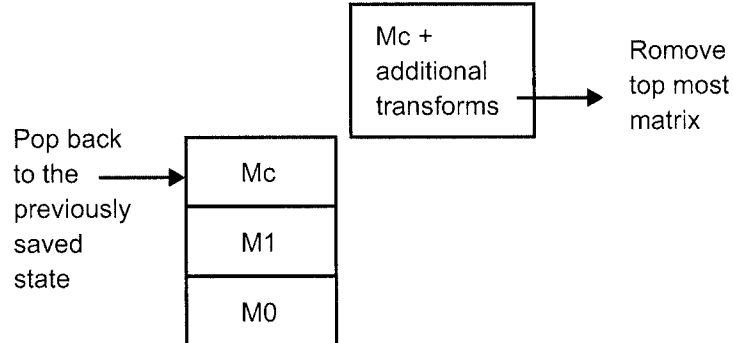 Mc +
additional
transforms
Romove
top most
matrix
Pop back
to the
previously
saved
state
Mc
M1
M0